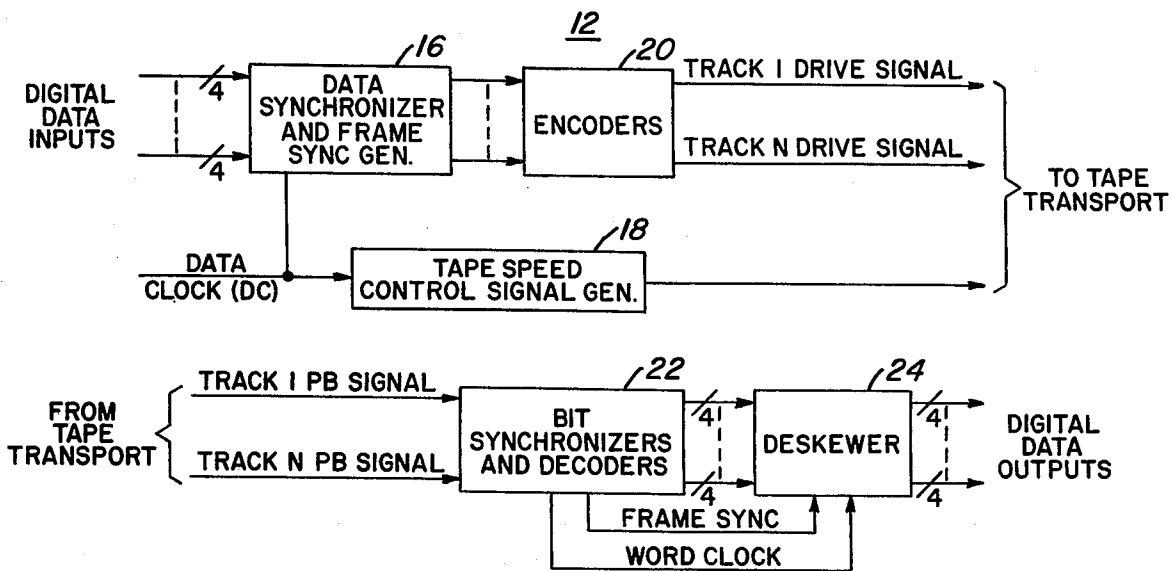 12
16
20
DIGITAL
DATA
INPUTS
4
4
DATA
SYNCHRONIZER
AND FRAME
SYNC GEN.
ENCODERS
TRACK 1 DRIVE SIGNAL
TRACK N DRIVE SIGNAL
TO TAPE
TRANSPORT
DATA
CLOCK (DC)
18
TAPE SPEED
CONTROL SIGNAL GEN.
FROM
TAPE
TRANSPORT
TRACK 1 PB SIGNAL
TRACK N PB SIGNAL
22
BIT
SYNCHRONIZERS
AND DECODERS
4
4
24
DESKEWER
4
4
DIGITAL
DATA
OUTPUTS
FRAME SYNC
WORD CLOCK